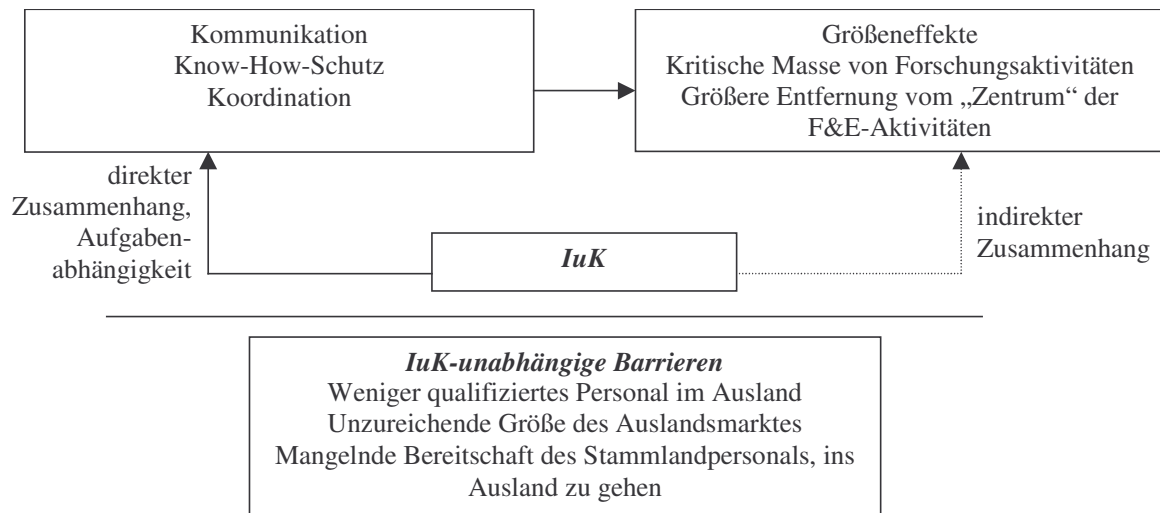 Kommunikation
Know-How-Schutz
Koordination
Größeneffekte
Kritische Masse von Forschungsaktivitäten
Größere Entfernung vom „Zentrum“ der
F&E-Aktivitäten
direkter
Zusammenhang,
Aufgaben-
abhängigkeit
IuK
indirekter
Zusammenhang
IuK-unabhängige Barrieren
Weniger qualifiziertes Personal im Ausland
Unzureichende Größe des Auslandsmarktes
Mangelnde Bereitschaft des Stammlandpersonals, ins
Ausland zu gehen